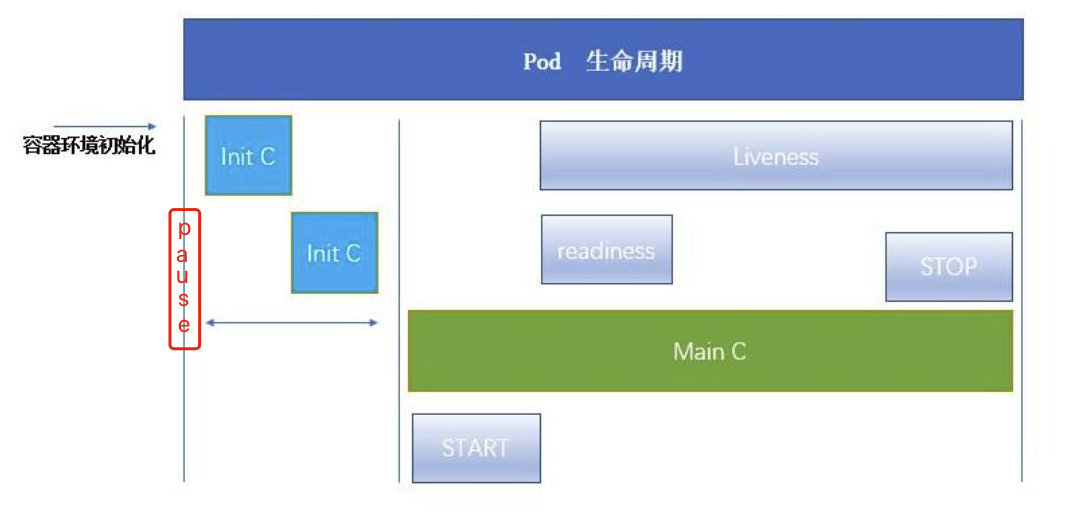 Pod 生命周期
容器环境初始化
Init C
Liveness
pause
Init C
readiness
STOP
Main C
START